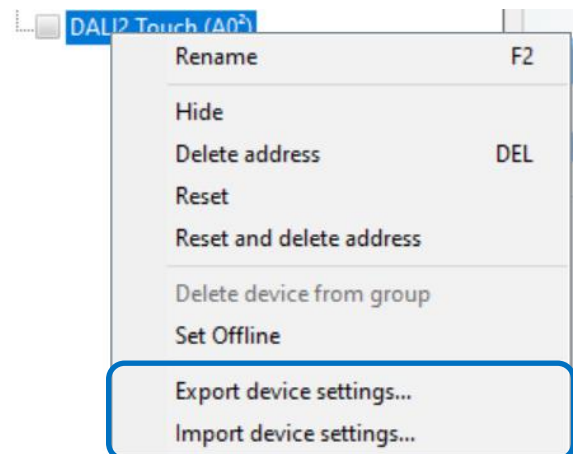 DALI2 Touch (A0²)
Rename F2
Hide
Delete address DEL
Reset
Reset and delete address
Delete device from group
Set Offline
Export device settings...
Import device settings...